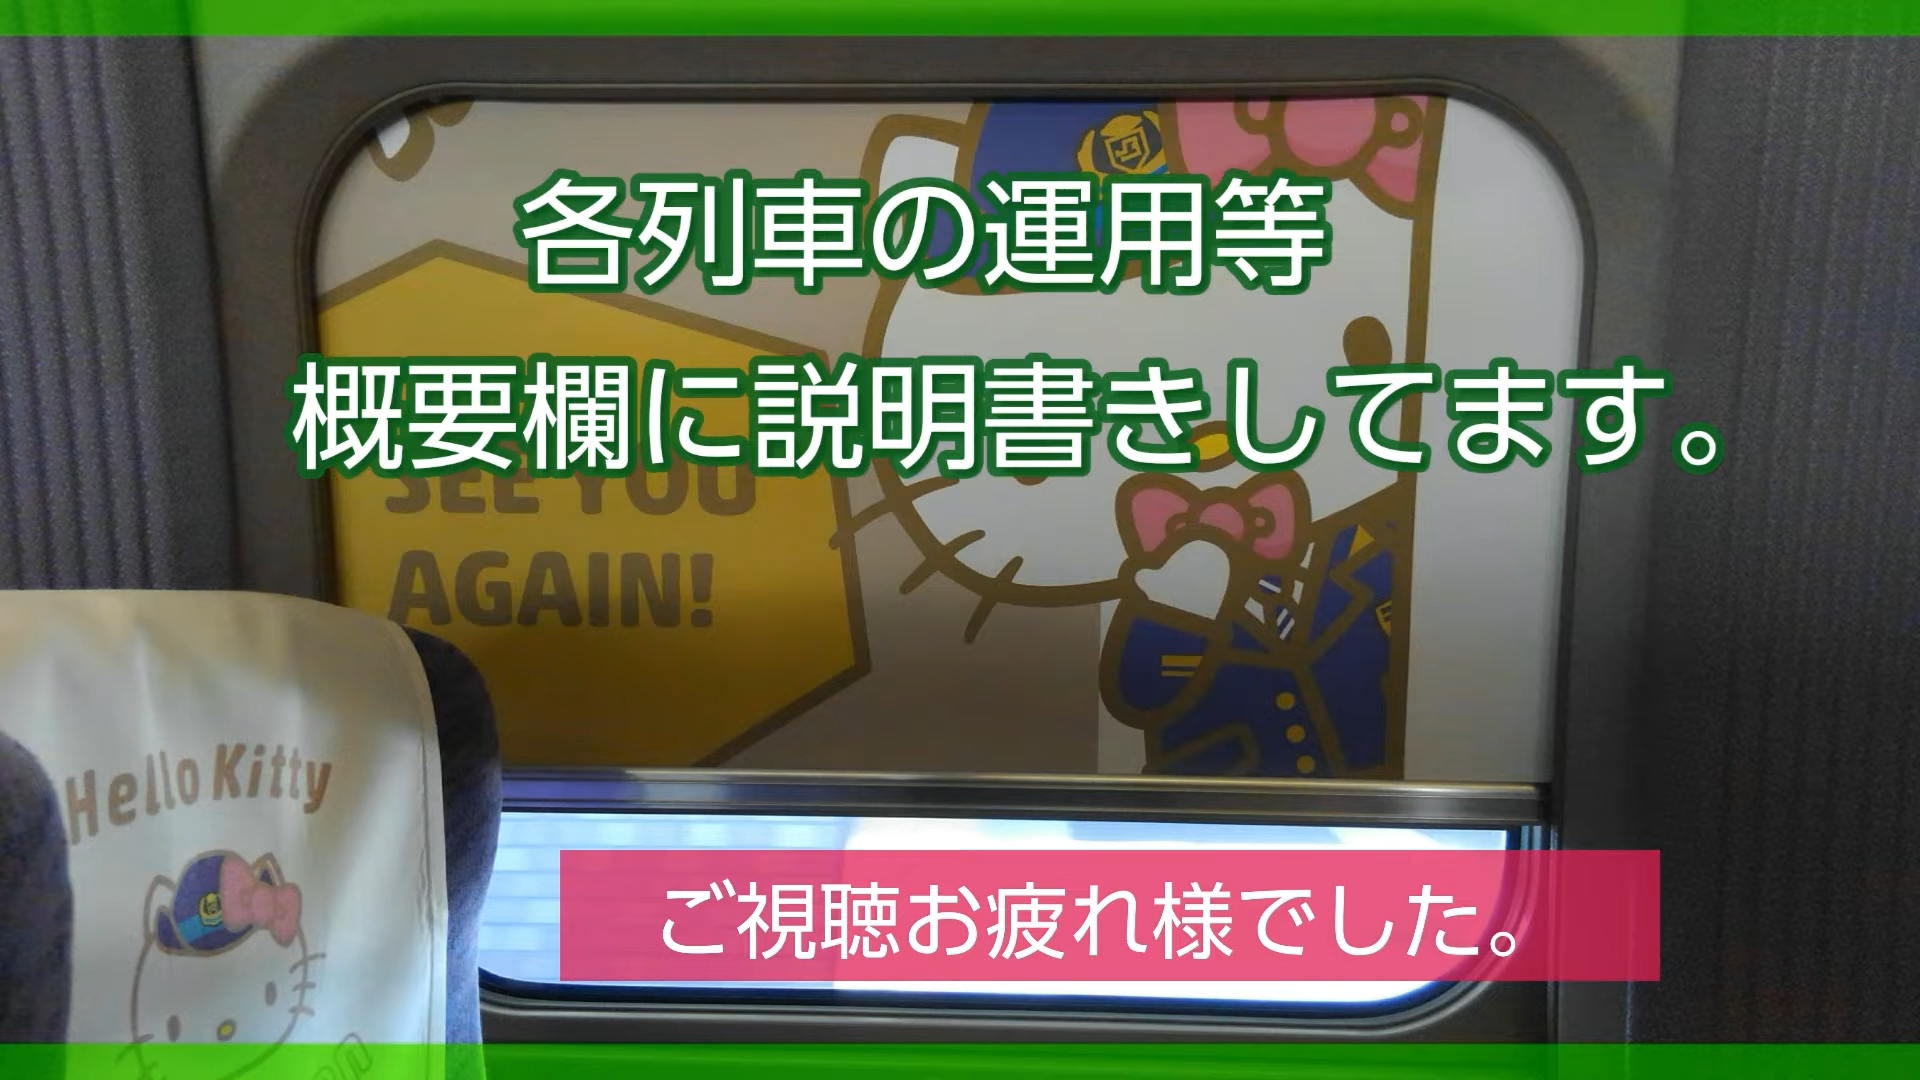 各列車の運用等
概要欄に説明書きしてます。
SEE YOU
AGAIN!
Hello Kitty
ご視聴お疲れ様でした。